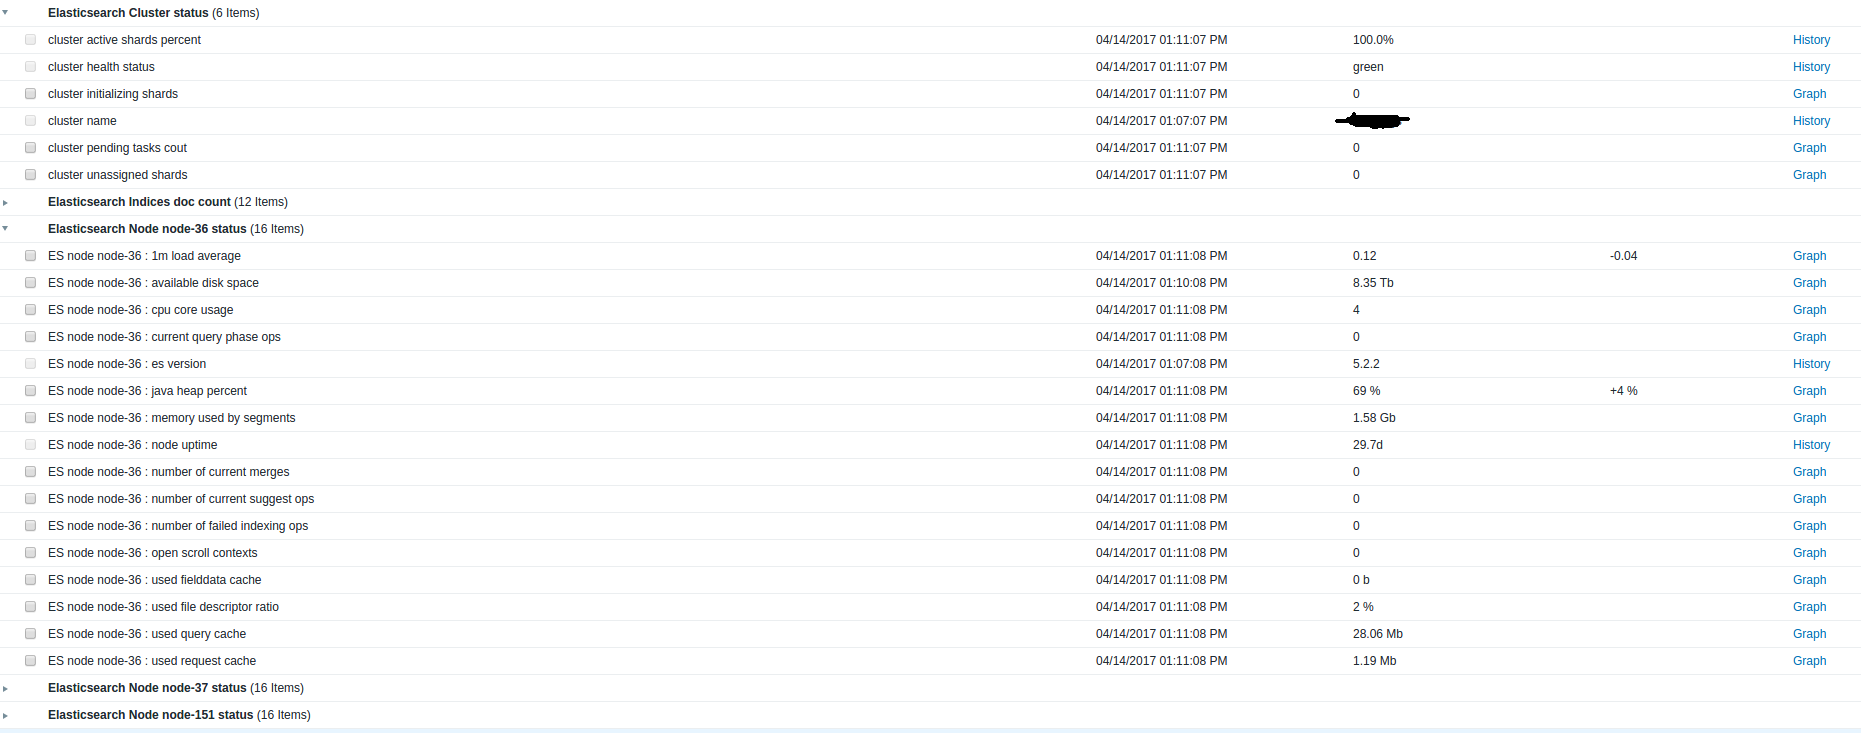 Elasticsearch Cluster status (6 Items)
cluster active shards percent 04/14/2017 01:11:07 PM 100.0% History
cluster health status 04/14/2017 01:11:07 PM green History
cluster initializing shards 04/14/2017 01:11:07 PM 0 Graph
cluster name 04/14/2017 01:07:07 PM History
cluster pending tasks cout 04/14/2017 01:11:07 PM 0 Graph
cluster unassigned shards 04/14/2017 01:11:07 PM 0 Graph
Elasticsearch Indices doc count (12 Items)
Elasticsearch Node node-36 status (16 Items)
ES node node-36 : 1m load average 04/14/2017 01:11:08 PM 0.12 -0.04 Graph
ES node node-36 : available disk space 04/14/2017 01:10:08 PM 8.35 Tb Graph
ES node node-36 : cpu core usage 04/14/2017 01:11:08 PM 4 Graph
ES node node-36 : current query phase ops 04/14/2017 01:11:08 PM 0 Graph
ES node node-36 : es version 04/14/2017 01:07:08 PM 5.2.2 History
ES node node-36 : java heap percent 04/14/2017 01:11:08 PM 69 % +4 % Graph
ES node node-36 : memory used by segments 04/14/2017 01:11:08 PM 1.58 Gb Graph
ES node node-36 : node uptime 04/14/2017 01:11:08 PM 29.7d History
ES node node-36 : number of current merges 04/14/2017 01:11:08 PM 0 Graph
ES node node-36 : number of current suggest ops 04/14/2017 01:11:08 PM 0 Graph
ES node node-36 : number of failed indexing ops 04/14/2017 01:11:08 PM 0 Graph
ES node node-36 : open scroll contexts 04/14/2017 01:11:08 PM 0 Graph
ES node node-36 : used fielddata cache 04/14/2017 01:11:08 PM 0 b Graph
ES node node-36 : used file descriptor ratio 04/14/2017 01:11:08 PM 2 % Graph
ES node node-36 : used query cache 04/14/2017 01:11:08 PM 28.06 Mb Graph
ES node node-36 : used request cache 04/14/2017 01:11:08 PM 1.19 Mb Graph
Elasticsearch Node node-37 status (16 Items)
Elasticsearch Node node-151 status (16 Items)